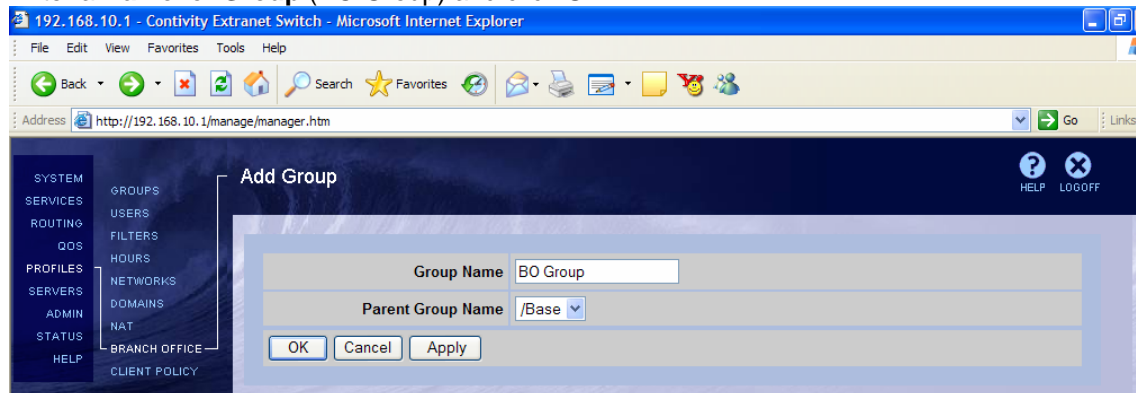 192.168.10.1 - Contivity Extranet Switch - Microsoft Internet Explorer
File Edit View Favorites Tools Help
Back Search Favorites
Address http://192.168.10.1/manage/manager.htm Go Links
Add Group
HELP LOGOFF
SYSTEM
SERVICES
ROUTING
QOS
PROFILES
SERVERS
ADMIN
STATUS
HELP
GROUPS
USERS
FILTERS
HOURS
NETWORKS
DOMAINS
NAT
BRANCH OFFICE
CLIENT POLICY
Group Name BO Group
Parent Group Name /Base
OK Cancel Apply